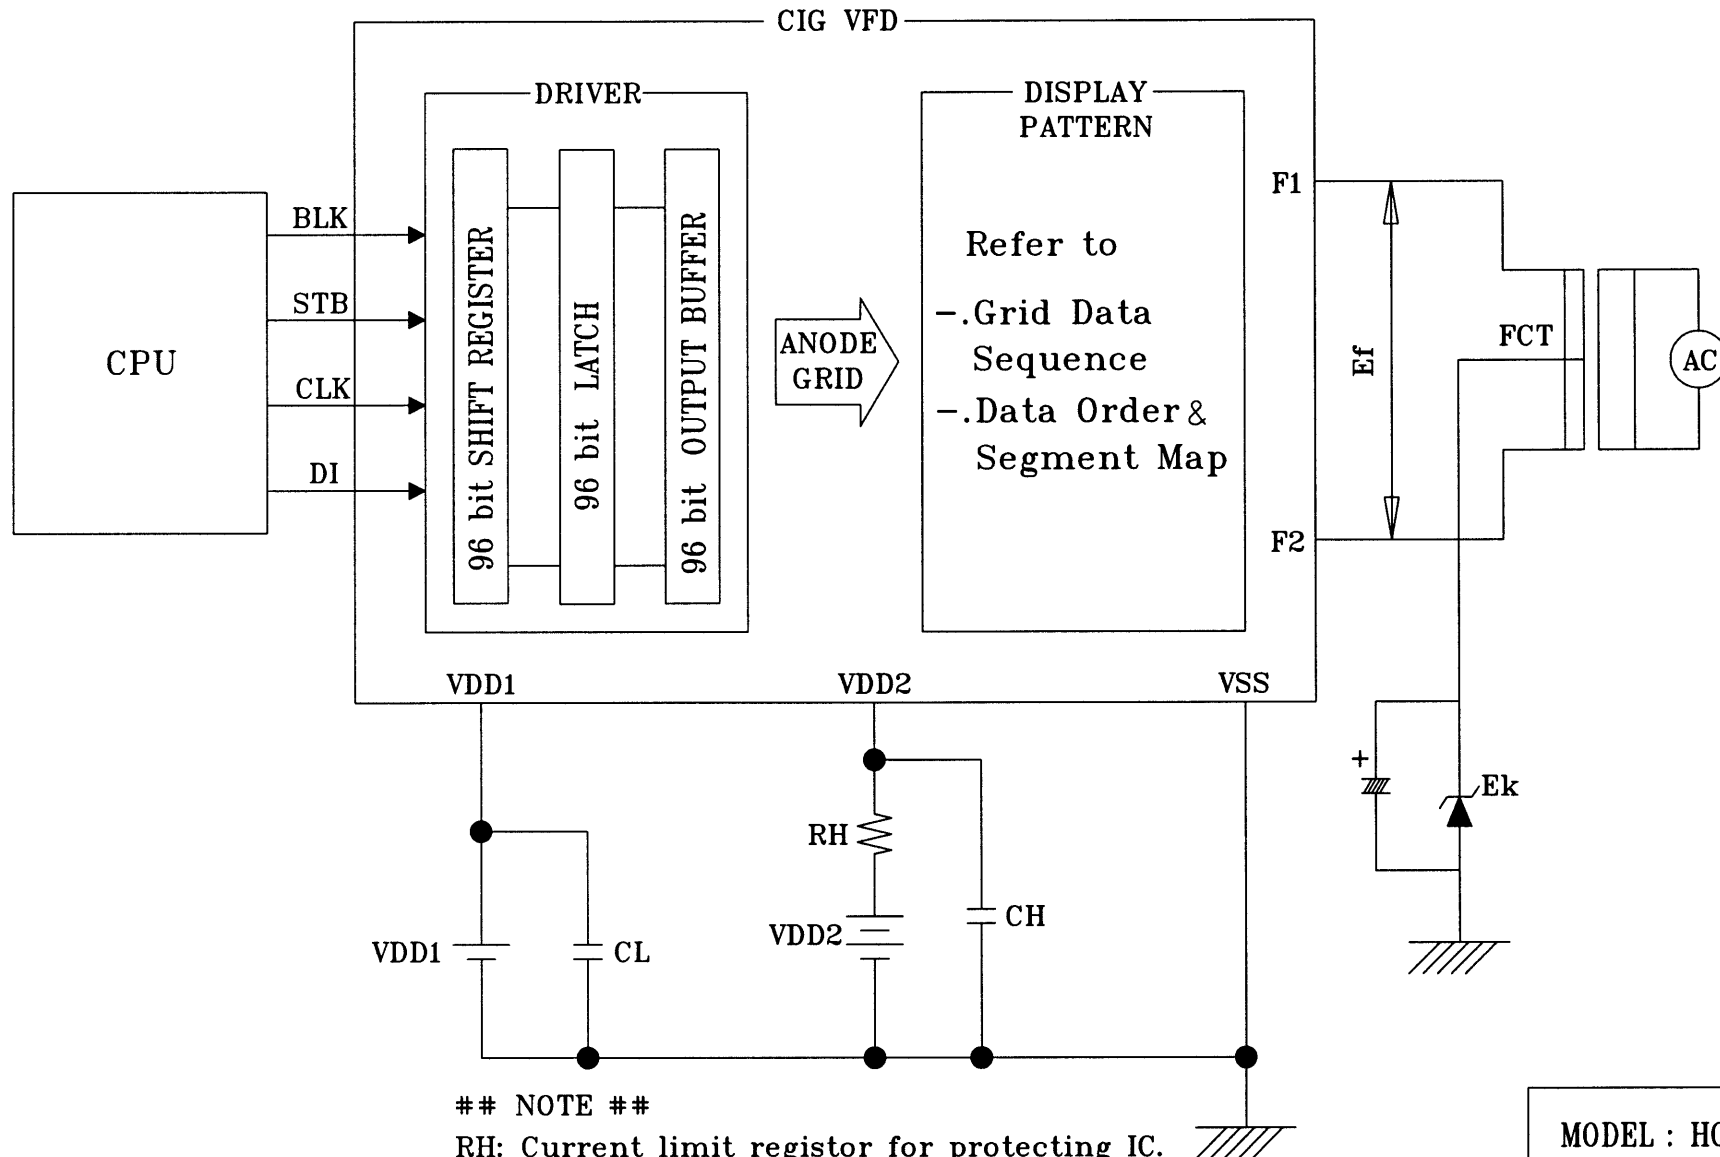 CIG VFD
DRIVER
DISPLAY
PATTERN
CPU
BLK
STB
CLK
DI
96 bit SHIFT REGISTER
96 bit LATCH
96 bit OUTPUT BUFFER
ANODE
GRID
Refer to
-.Grid Data
Sequence
-.Data Order &
Segment Map
F1
F2
Ef
FCT
AC
VDD1
VDD2
VSS
+
Ek
RH
VDD1
CL
VDD2
CH
## NOTE ##
RH: Current limit registor for protecting IC.
MODEL : HC